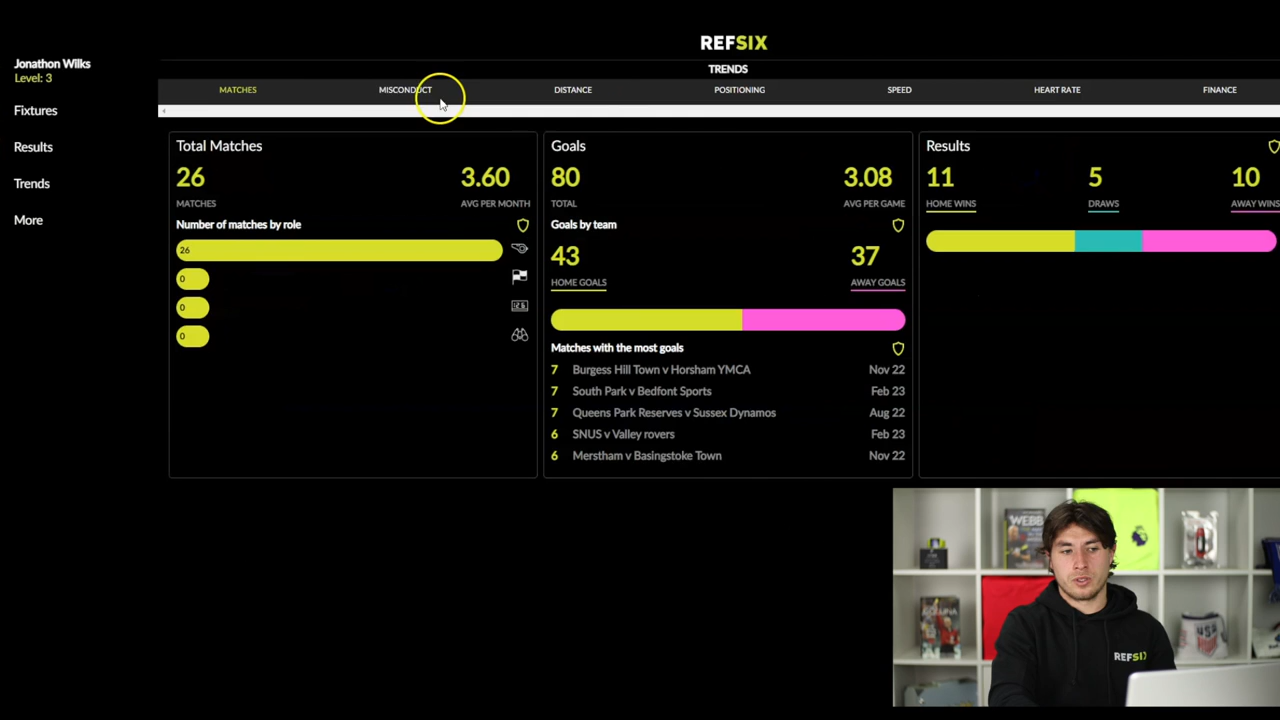 REFSIX
Jonathon Wilks
Level: 3
TRENDS
MATCHES MISCONDUCT DISTANCE POSITIONING SPEED HEART RATE FINANCE
Fixtures
Results
Trends
More
Total Matches
26 3.60
MATCHES AVG PER MONTH
Number of matches by role
26
0
0
0
Goals
80 3.08
TOTAL AVG PER GAME
Goals by team
43 37
HOME GOALS AWAY GOALS
Matches with the most goals
7 Burgess Hill Town v Horsham YMCA Nov 22
7 South Park v Bedfont Sports Feb 23
7 Queens Park Reserves v Sussex Dynamos Aug 22
6 SNUS v Valley rovers Feb 23
6 Merstham v Basingstoke Town Nov 22
Results
11 5 10
HOME WINS DRAWS AWAY WINS
WEBB
REFSIX
USA